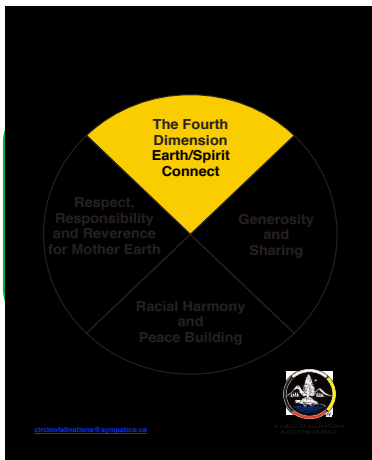 The Fourth
Dimension
Earth/Spirit
Connect
Respect,
Responsibility
and Reverence
for Mother Earth
Generosity
and
Sharing
Racial Harmony
and
Peace Building
circleofallnations@sympatico.ca
A CIRCLE OF ALL NATIONS
A CULTURE OF PEACE